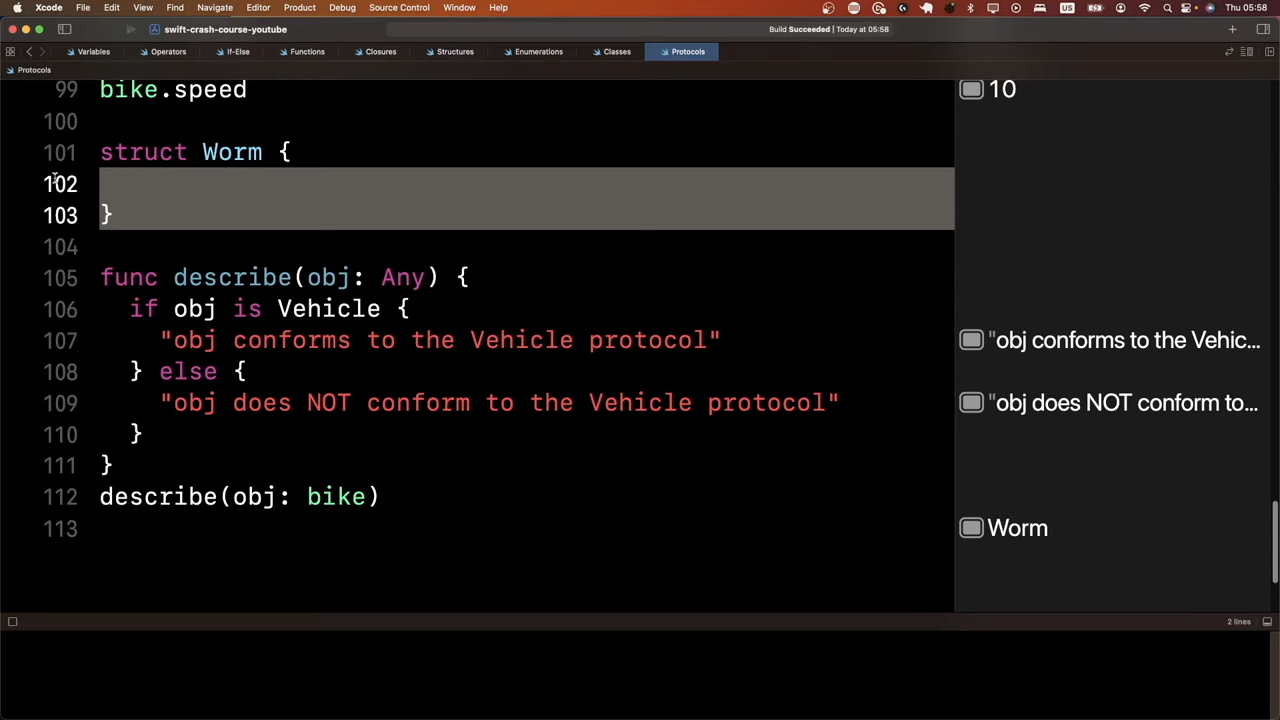 Xcode File Edit View Find Navigate Editor Product Debug Source Control Window Help US Thu 05:58
swift-crash-course-youtube Build Succeeded | Today at 05:58
Variables Operators If-Else Functions Closures Structures Enumerations Classes Protocols
Protocols
99 bike.speed 10
100
101 struct Worm {
102
103 }
104
105 func describe(obj: Any) {
106 if obj is Vehicle {
107 "obj conforms to the Vehicle protocol" "obj conforms to the Vehic...
108 } else {
109 "obj does NOT conform to the Vehicle protocol" "obj does NOT conform to...
110 }
111 }
112 describe(obj: bike)
113 Worm
2 lines